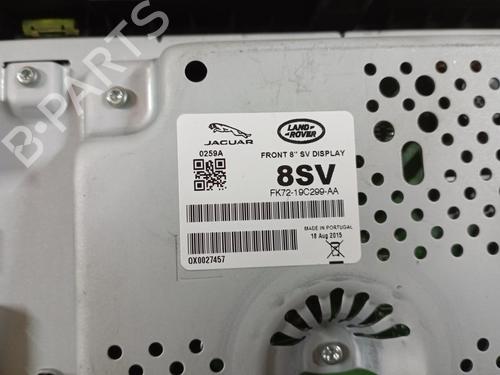 B-Parts
JAGUAR
LAND ROVER
0259A
FRONT 8" SV DISPLAY
8SV
FK72-19C299-AA
MADE IN PORTUGAL
18 Aug 2015
OX0027457